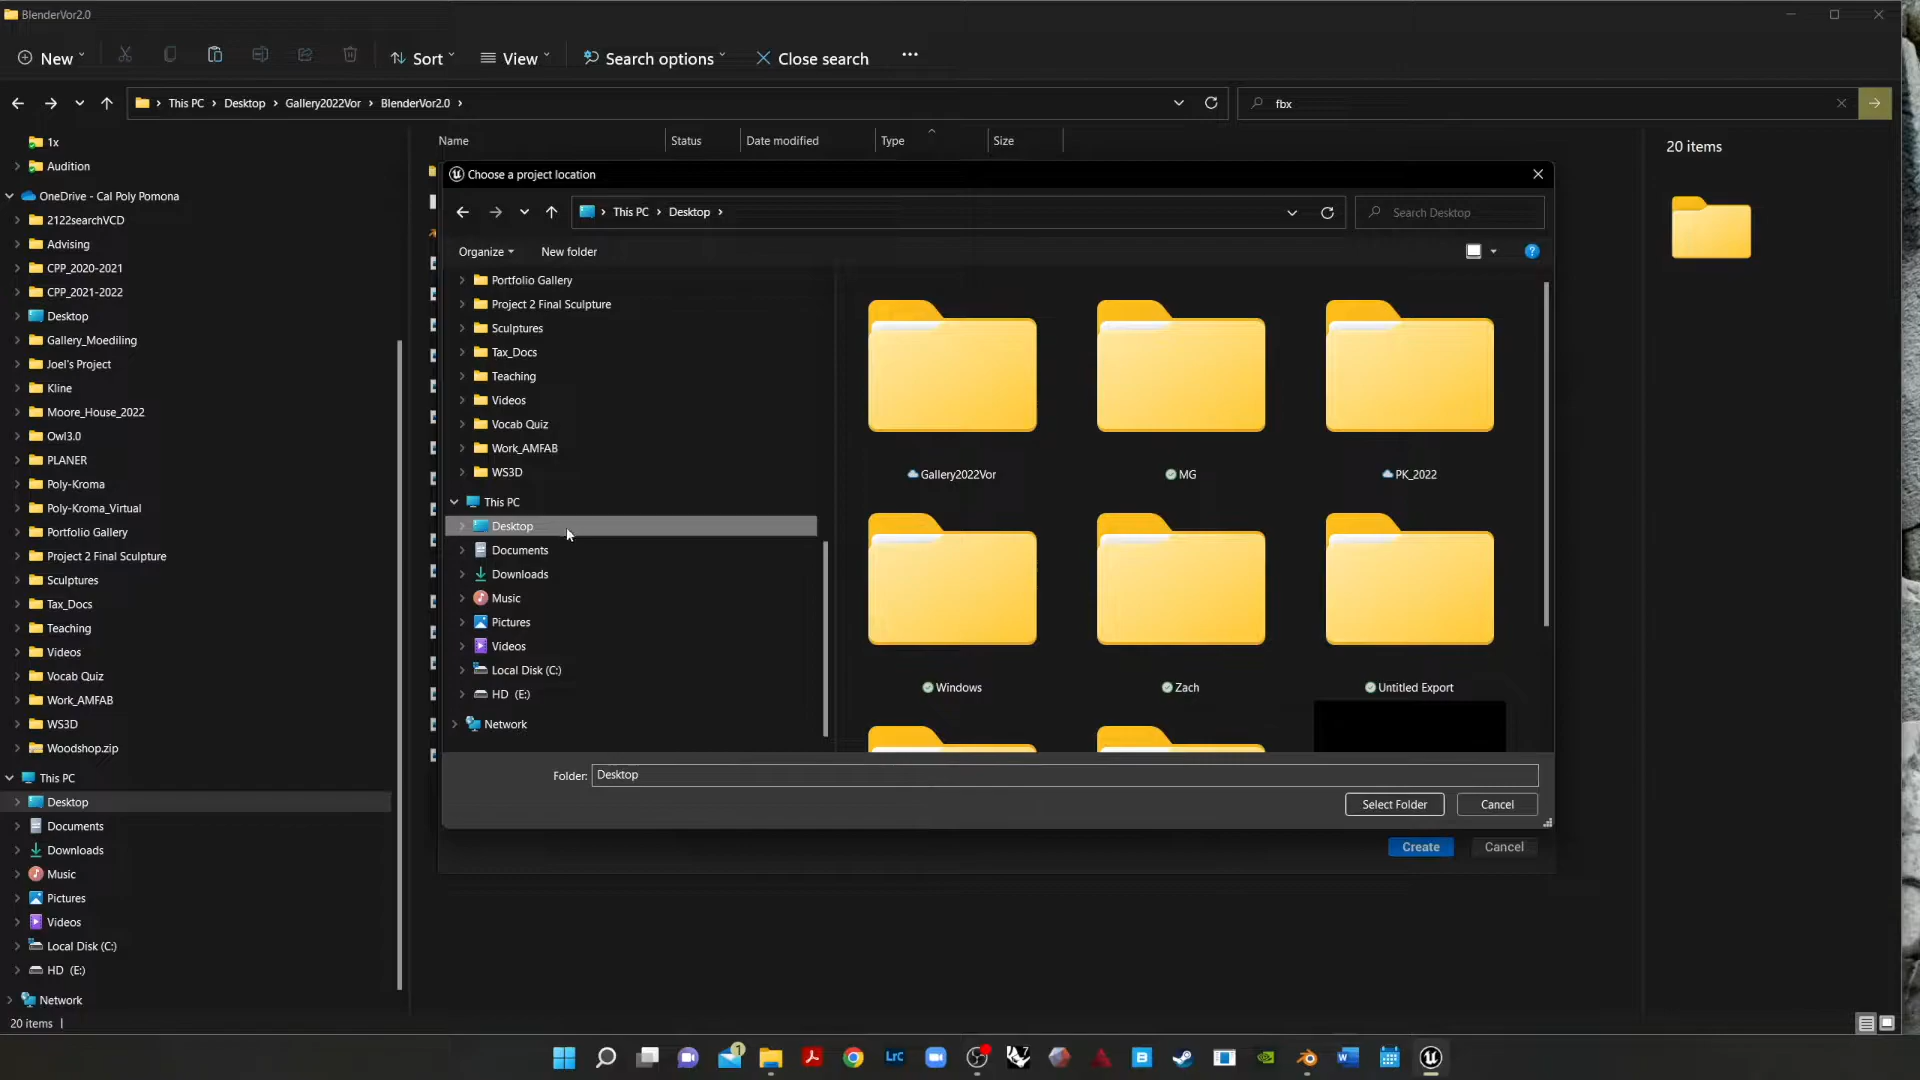 BlenderVor2.0
New
Sort
View
Search options
Close search
This PC > Desktop > Gallery2022Vor > BlenderVor2.0 >
fbx
Name
Status
Date modified
Type
Size
20 items
1x
Audition
OneDrive - Cal Poly Pomona
2122searchVCD
Advising
CPP_2020-2021
CPP_2021-2022
Desktop
Gallery_Moediling
Joel's Project
Kline
Moore_House_2022
Owl3.0
PLANER
Poly-Kroma
Poly-Kroma_Virtual
Portfolio Gallery
Project 2 Final Sculpture
Sculptures
Tax_Docs
Teaching
Videos
Vocab Quiz
Work_AMFAB
WS3D
Woodshop.zip
This PC
Desktop
Documents
Downloads
Music
Pictures
Videos
Local Disk (C:)
HD (E:)
Network
20 items
Choose a project location
This PC > Desktop >
Search Desktop
Organize
New folder
?
Portfolio Gallery
Project 2 Final Sculpture
Sculptures
Tax_Docs
Teaching
Videos
Vocab Quiz
Work_AMFAB
WS3D
This PC
Desktop
Documents
Downloads
Music
Pictures
Videos
Local Disk (C:)
HD (E:)
Network
Gallery2022Vor
MG
PK_2022
Windows
Zach
Untitled Export
Folder: Desktop
Select Folder
Cancel
Create
Cancel
1
LrC
B
W